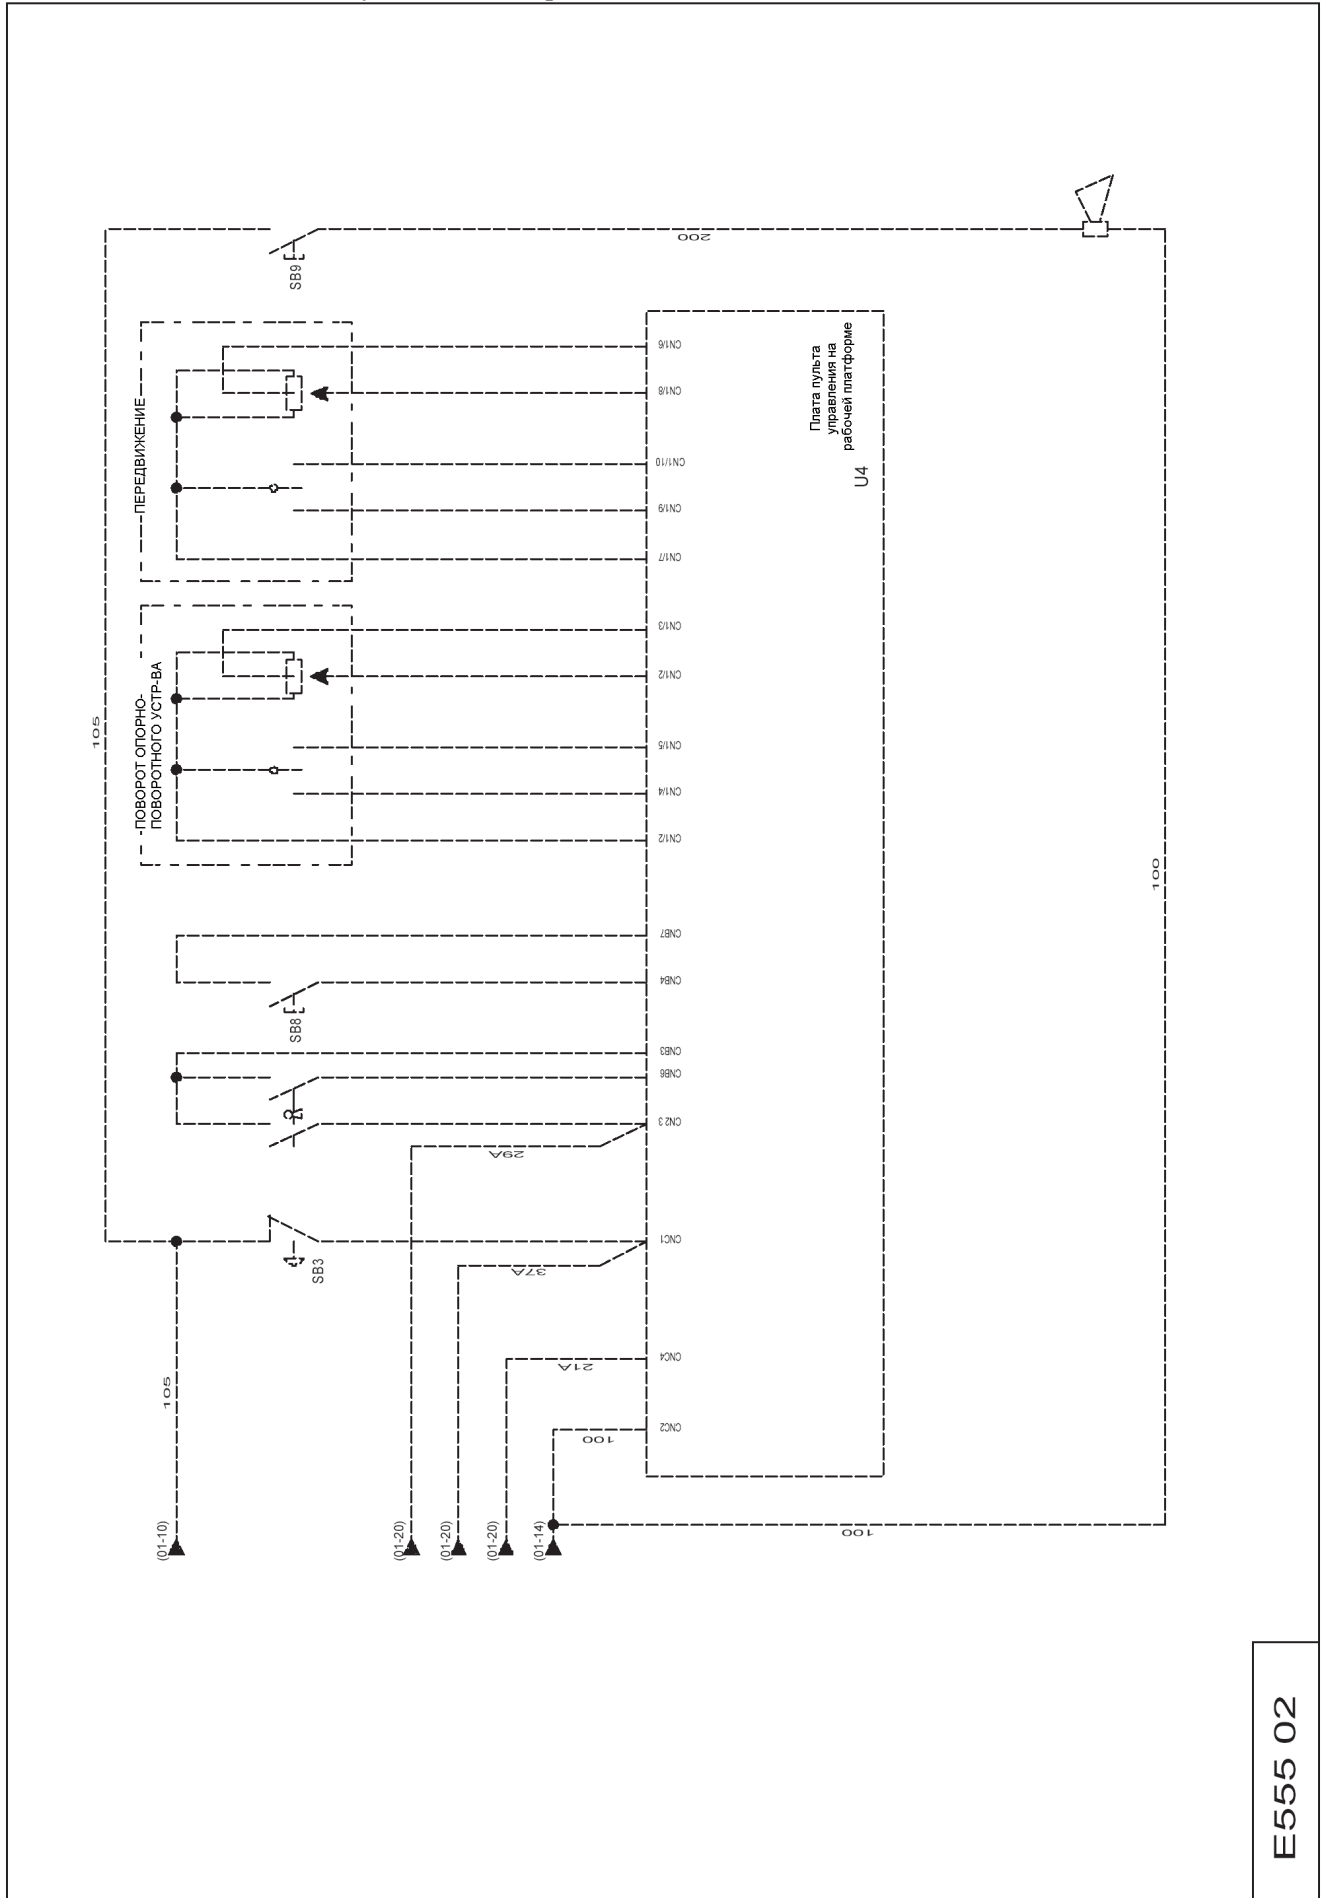 200
SB9
CN1/6
CN1/8
CN1/10
CN1/9
CN1/7
CN1/3
CN1/2
CN1/5
CN1/4
CN1/2
ПЕРЕДВИЖЕНИЕ
ПОВОРОТ ОПОРНО-
ПОВОРОТНОГО УСТР-ВА
Плата пульта
управления на
рабочей платформе
U4
105
100
CNB7
CNB4
SB8
CNB3
CNB6
CN2 3
29A
CNC1
SB3
37A
CNC4
21A
105
CNC2
100
(01-10)
(01-20)
(01-20)
(01-20)
(01-14)
100
E555 02